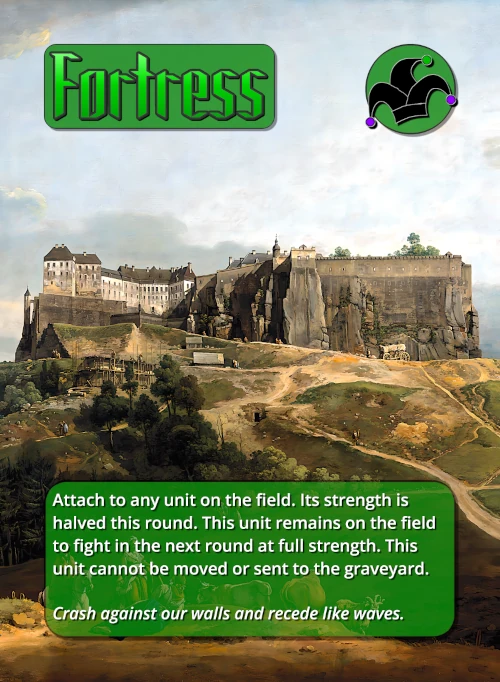 Fortress
Attach to any unit on the field. Its strength is
halved this round. This unit remains on the field
to fight in the next round at full strength. This
unit cannot be moved or sent to the graveyard.
Crash against our walls and recede like waves.